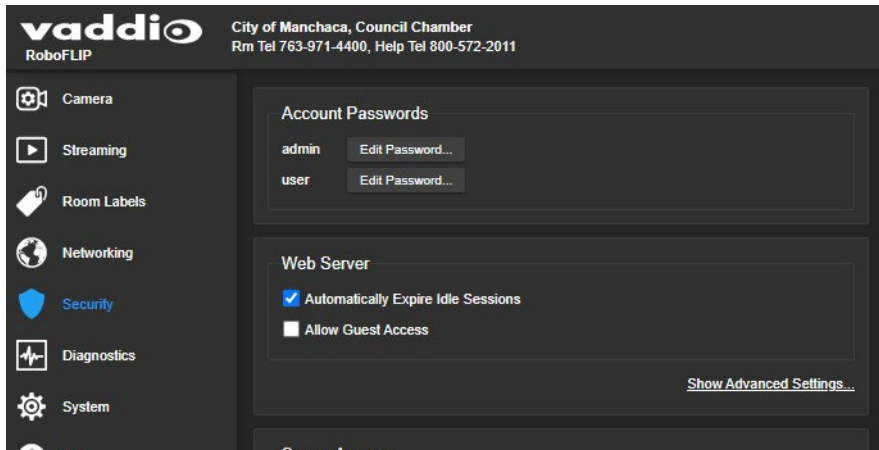 vaddio
RoboFLIP
City of Manchaca, Council Chamber
Rm Tel 763-971-4400, Help Tel 800-572-2011
Camera
Streaming
Room Labels
Networking
Security
Diagnostics
System
Account Passwords
admin Edit Password...
user Edit Password...
Web Server
Automatically Expire Idle Sessions
Allow Guest Access
Show Advanced Settings...